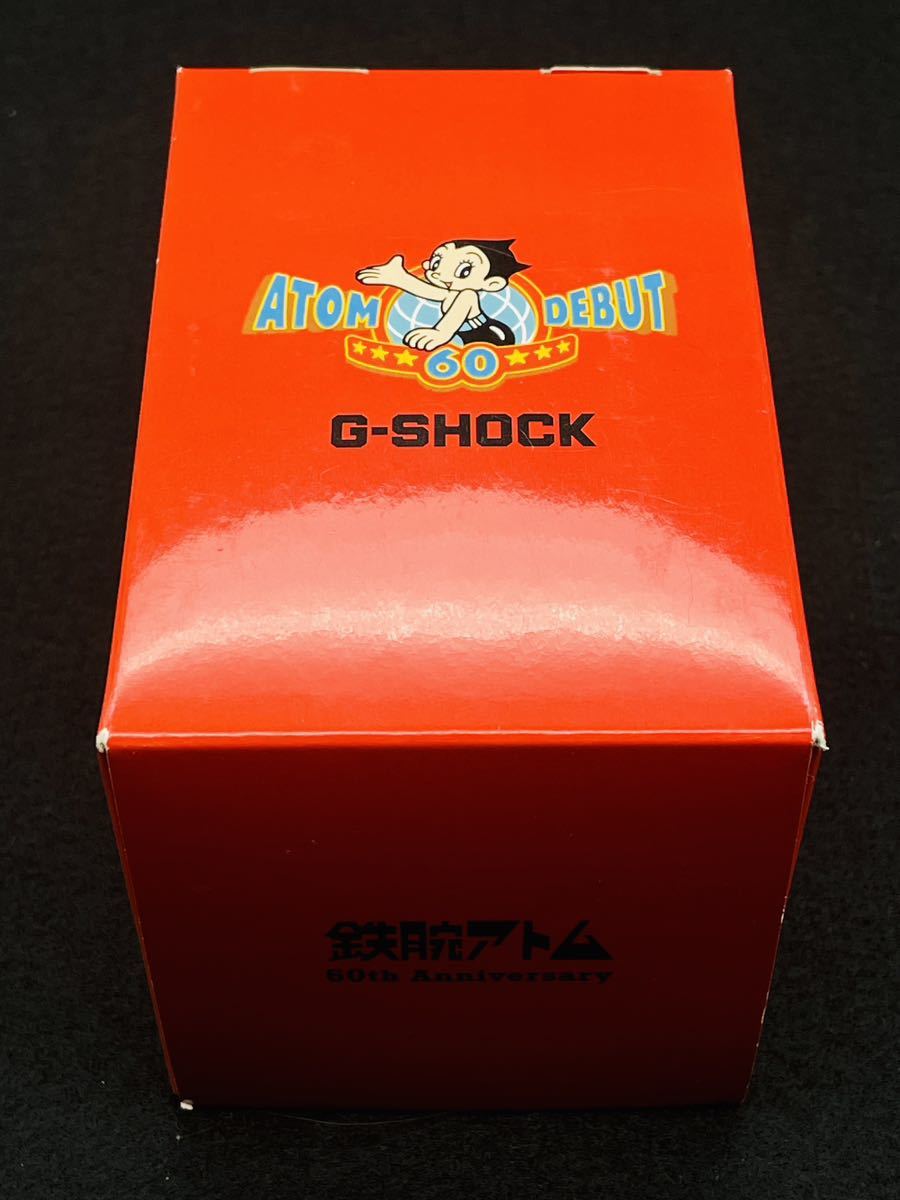 ATOM DEBUT
60
G-SHOCK
鉄腕アトム
60th Anniversary